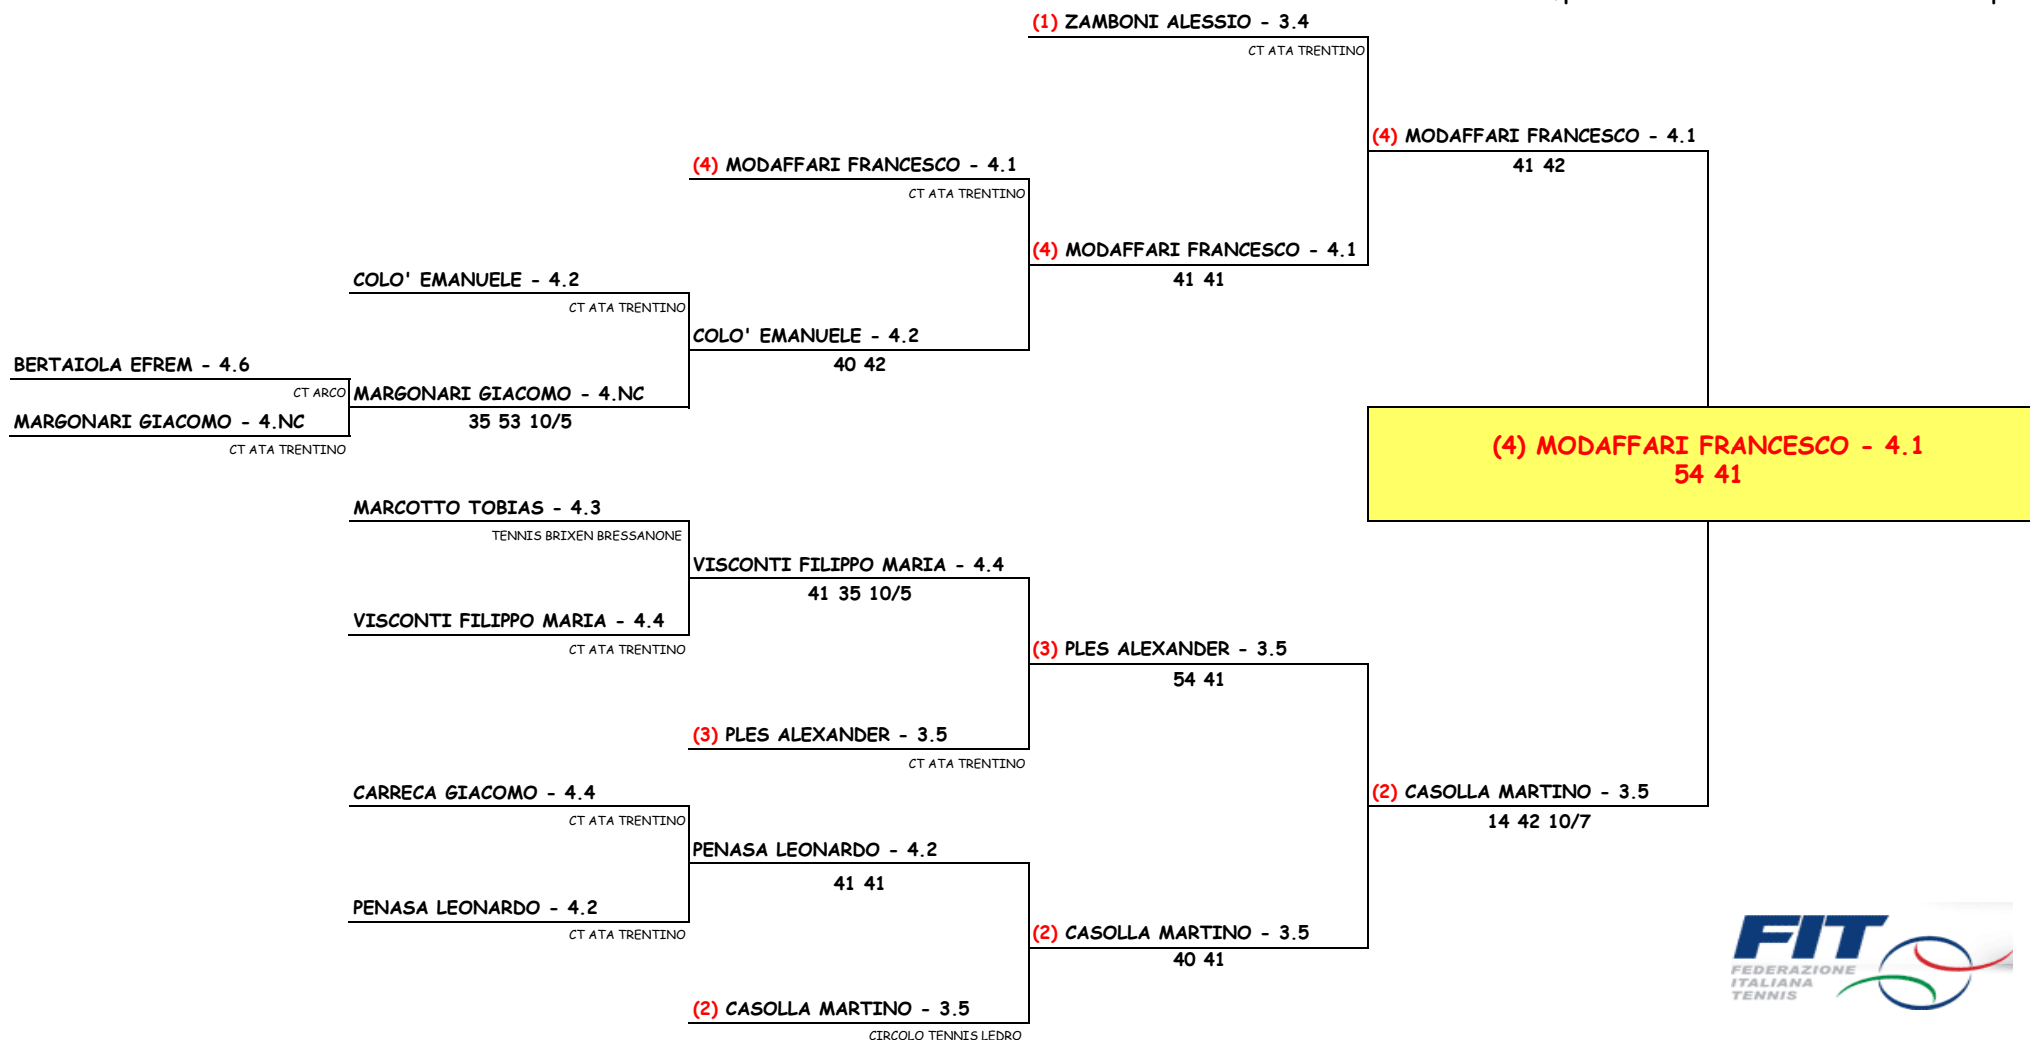 (1) ZAMBONI ALESSIO - 3.4
CT ATA TRENTINO
(4) MODAFFARI FRANCESCO - 4.1
41 42
(4) MODAFFARI FRANCESCO - 4.1
CT ATA TRENTINO
(4) MODAFFARI FRANCESCO - 4.1
41 41
COLO' EMANUELE - 4.2
CT ATA TRENTINO
COLO' EMANUELE - 4.2
40 42
BERTAIOLA EFREM - 4.6
CT ARCO
MARGONARI GIACOMO - 4.NC
35 53 10/5
MARGONARI GIACOMO - 4.NC
CT ATA TRENTINO
(4) MODAFFARI FRANCESCO - 4.1
54 41
MARCOTTO TOBIAS - 4.3
TENNIS BRIXEN BRESSANONE
VISCONTI FILIPPO MARIA - 4.4
41 35 10/5
VISCONTI FILIPPO MARIA - 4.4
CT ATA TRENTINO
(3) PLES ALEXANDER - 3.5
54 41
(3) PLES ALEXANDER - 3.5
CT ATA TRENTINO
CARRECA GIACOMO - 4.4
CT ATA TRENTINO
(2) CASOLLA MARTINO - 3.5
14 42 10/7
PENASA LEONARDO - 4.2
41 41
PENASA LEONARDO - 4.2
CT ATA TRENTINO
(2) CASOLLA MARTINO - 3.5
40 41
(2) CASOLLA MARTINO - 3.5
CIRCOLO TENNIS LEDRO
FIT
FEDERAZIONE
ITALIANA
TENNIS